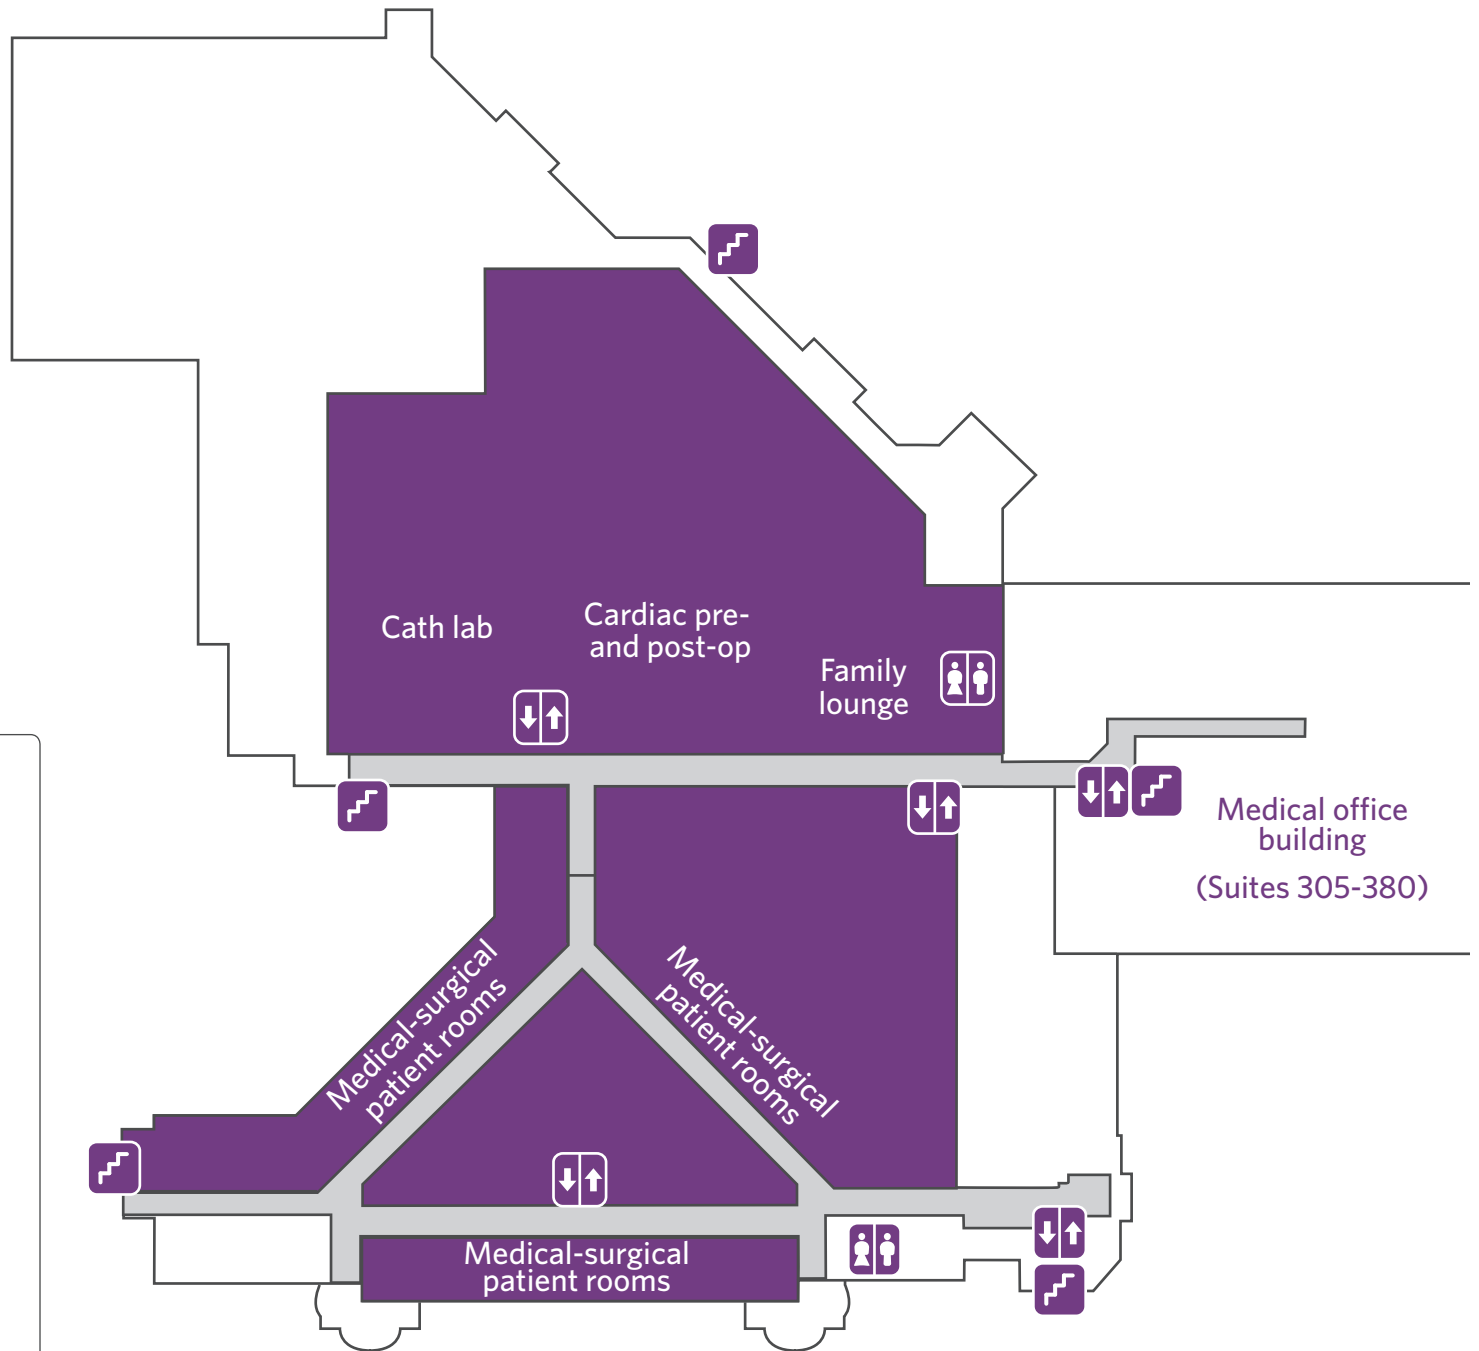 Cath lab
Cardiac pre-
and post-op
Family
lounge
Medical office
building
(Suites 305-380)
Medical-surgical
patient rooms
Medical-surgical
patient rooms
Medical-surgical
patient rooms